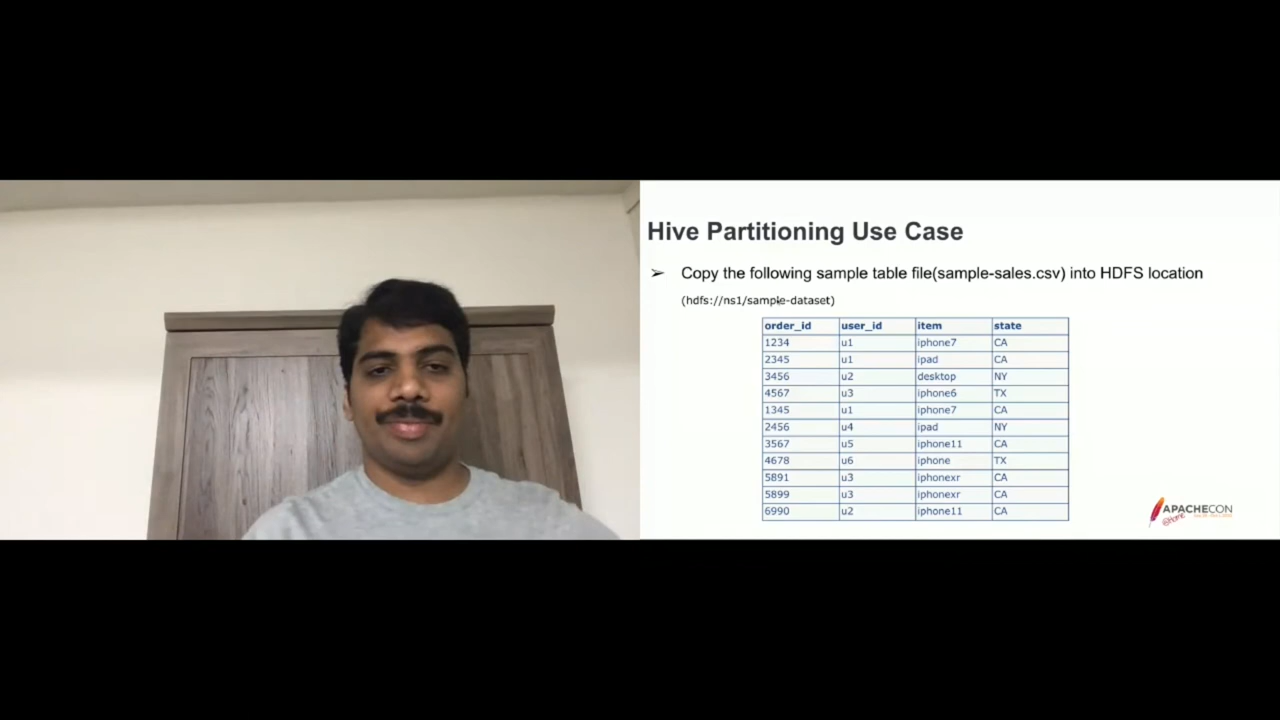 Hive Partitioning Use Case
➢ Copy the following sample table file(sample-sales.csv) into HDFS location
(hdfs://ns1/sample-dataset)
order_id user_id item state
1234 u1 iphone7 CA
2345 u1 ipad CA
3456 u2 desktop NY
4567 u3 iphone6 TX
1345 u1 iphone7 CA
2456 u4 ipad NY
3567 u5 iphone11 CA
4678 u6 iphone TX
5891 u3 iphonexr CA
5899 u3 iphonexr CA
6990 u2 iphone11 CA
APACHECON
@Home